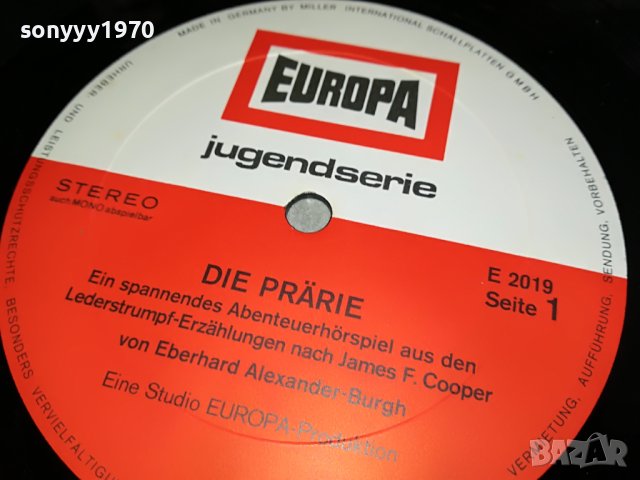 sonyyy1970
MADE IN GERMANY BY MILLER INTERNATIONAL SCHALLPLATTEN GMBH
EUROPA
jugendserie
STEREO
auch MONO abspielbar
E 2019
Seite 1
DIE PRÄRIE
Ein spannendes Abenteuerhörspiel aus den
Lederstrumpf-Erzählungen nach James F. Cooper
von Eberhard Alexander-Burgh
Eine Studio EUROPA-Produktion
URHEBER- UND LEISTUNGSSCHUTZRECHTE, BESONDERS VERVIELFÄLTIGUNG
VERMIETUNG, AUFFÜHRUNG, SENDUNG, VORBEHALTEN
BAZAR